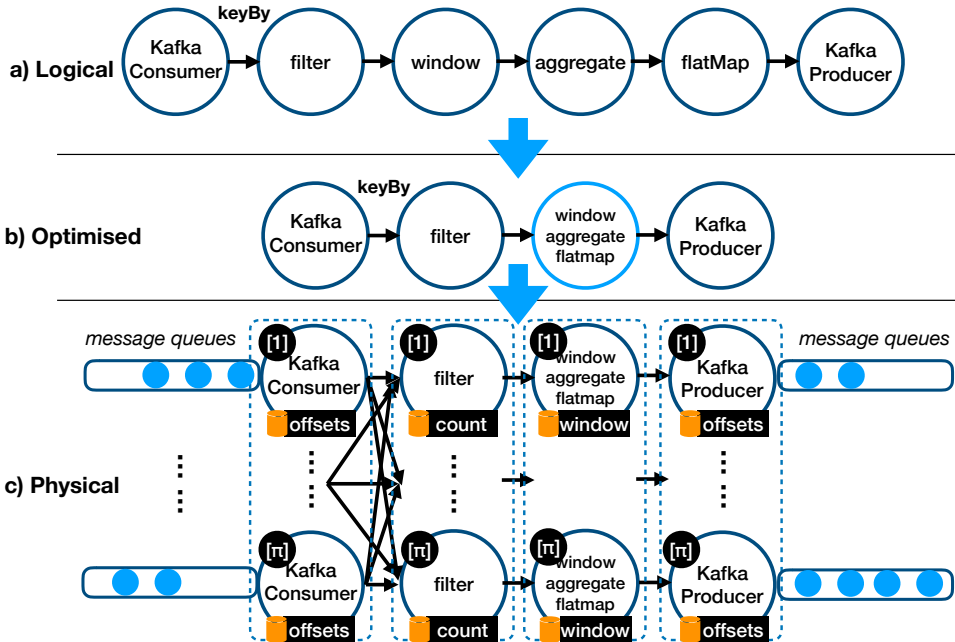 keyBy
a) Logical
Kafka
Consumer
filter
window
aggregate
flatMap
Kafka
Producer
keyBy
b) Optimised
Kafka
Consumer
filter
window
aggregate
flatmap
Kafka
Producer
message queues
[1]
Kafka
Consumer
offsets
[1]
filter
count
[1]
window
aggregate
flatmap
window
[1]
Kafka
Producer
offsets
message queues
c) Physical
[π]
Kafka
Consumer
offsets
[π]
filter
count
[π]
window
aggregate
flatmap
window
[π]
Kafka
Producer
offsets